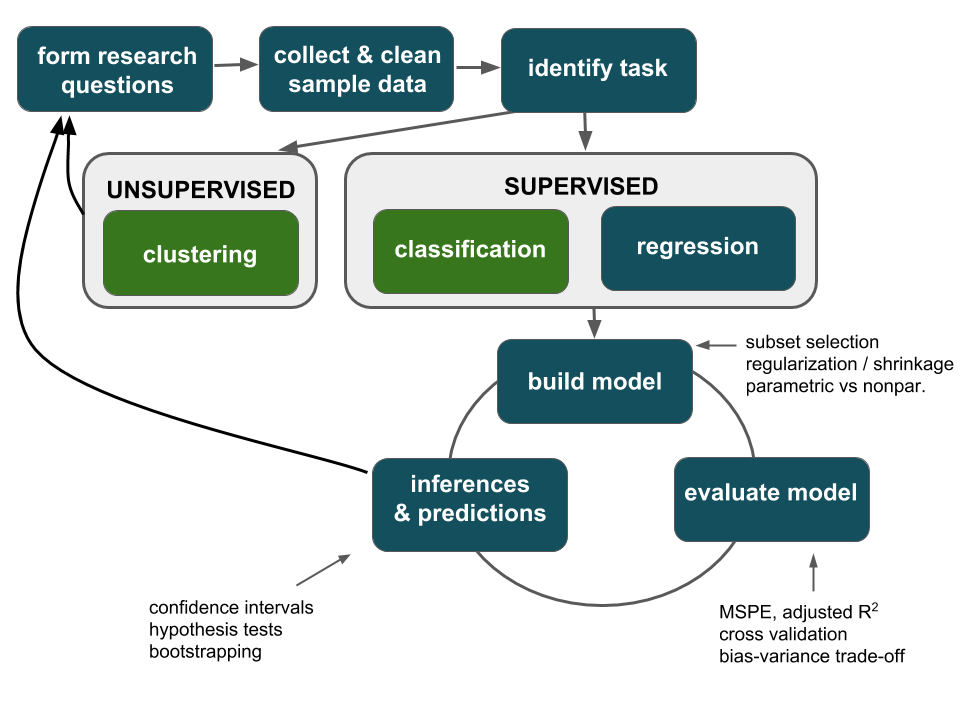 form research
questions
collect & clean
sample data
identify task
UNSUPERVISED
clustering
SUPERVISED
classification
regression
build model
subset selection
regularization / shrinkage
parametric vs nonpar.
inferences
& predictions
evaluate model
confidence intervals
hypothesis tests
bootstrapping
MSPE, adjusted R²
cross validation
bias-variance trade-off